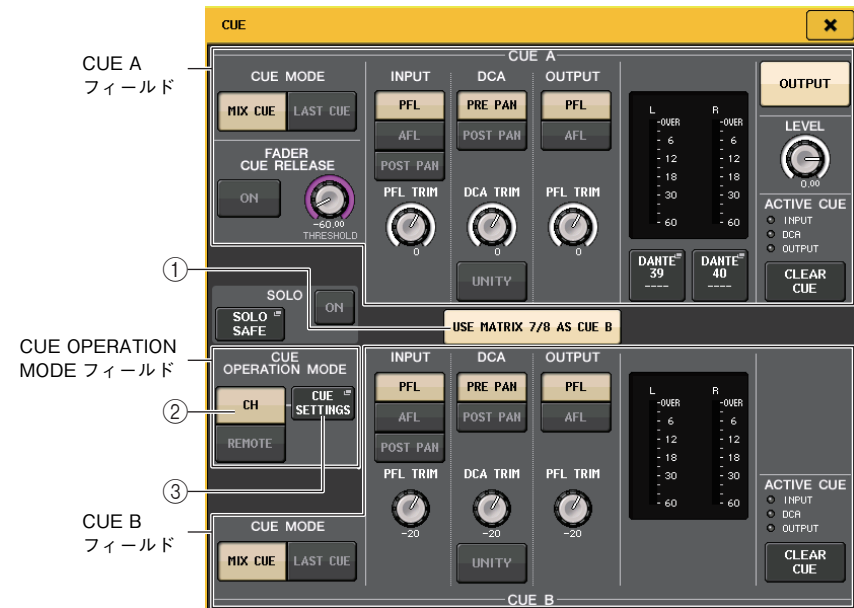 CUE
CUE A
フィールド
CUE A
CUE MODE
MIX CUE
LAST CUE
FADER
CUE RELEASE
ON
-60.00
THRESHOLD
INPUT
PFL
AFL
POST PAN
PFL TRIM
0
DCA
PRE PAN
POST PAN
DCA TRIM
0
UNITY
OUTPUT
PFL
AFL
PFL TRIM
0
L
R
OVER
OVER
6
6
12
12
18
18
30
30
60
60
DANTE
39
----
DANTE
40
----
OUTPUT
LEVEL
0.00
ACTIVE CUE
INPUT
DCA
OUTPUT
CLEAR
CUE
①
SOLO
SOLO
SAFE
ON
USE MATRIX 7/8 AS CUE B
CUE OPERATION
MODE フィールド
CUE
OPERATION MODE
②
CH
CUE
SETTINGS
REMOTE
③
CUE B
フィールド
CUE MODE
MIX CUE
LAST CUE
INPUT
PFL
AFL
POST PAN
PFL TRIM
-20
DCA
PRE PAN
POST PAN
DCA TRIM
-20
UNITY
OUTPUT
PFL
AFL
PFL TRIM
-20
L
R
OVER
OVER
6
6
12
12
18
18
30
30
60
60
ACTIVE CUE
INPUT
DCA
OUTPUT
CLEAR
CUE
CUE B